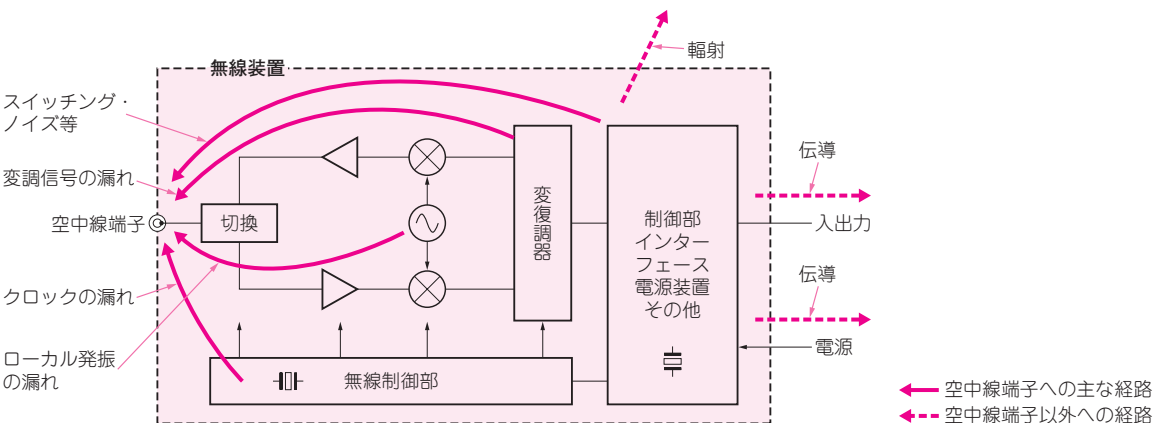 輻射
無線装置
スイッチング・
ノイズ等
伝導
変調信号の漏れ
変復調器
空中線端子
切換
制御部
インター
フェース
電源装置
その他
入出力
伝導
クロックの漏れ
電源
ローカル発振
の漏れ
無線制御部
空中線端子への主な経路
空中線端子以外への経路